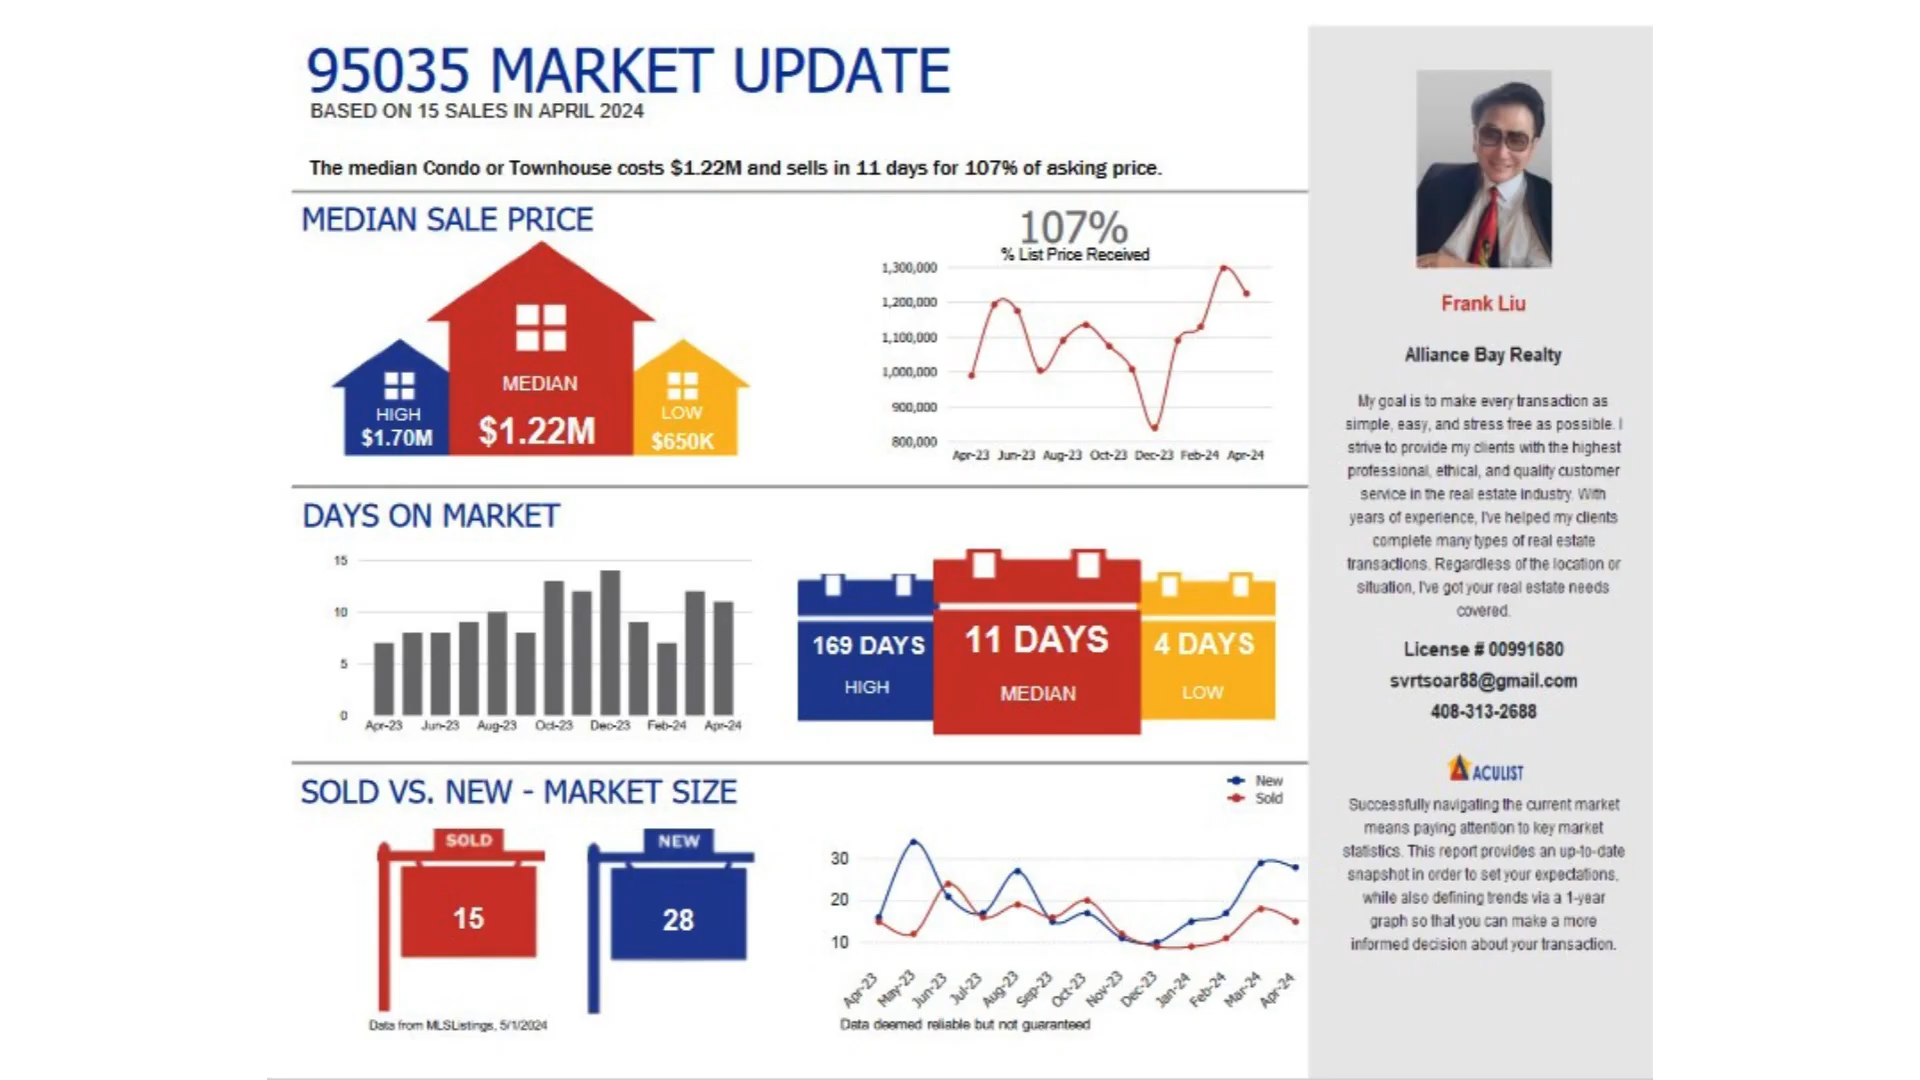 95035 MARKET UPDATE
BASED ON 15 SALES IN APRIL 2024
The median Condo or Townhouse costs $1.22M and sells in 11 days for 107% of asking price.
MEDIAN SALE PRICE
HIGH
$1.70M
MEDIAN
$1.22M
LOW
$650K
107%
% List Price Received
1,300,000
1,200,000
1,100,000
1,000,000
900,000
800,000
Apr-23 Jun-23 Aug-23 Oct-23 Dec-23 Feb-24 Apr-24
DAYS ON MARKET
15
10
5
0
Apr-23 Jun-23 Aug-23 Oct-23 Dec-23 Feb-24 Apr-24
169 DAYS
HIGH
11 DAYS
MEDIAN
4 DAYS
LOW
SOLD VS. NEW - MARKET SIZE
SOLD
15
NEW
28
Data from MLSListings, 5/1/2024
New
Sold
30
20
10
Apr-23 May-23 Jun-23 Jul-23 Aug-23 Sep-23 Oct-23 Nov-23 Dec-23 Jan-24 Feb-24 Mar-24 Apr-24
Data deemed reliable but not guaranteed
Frank Liu
Alliance Bay Realty
My goal is to make every transaction as
simple, easy, and stress free as possible. I
strive to provide my clients with the highest
professional, ethical, and quality customer
service in the real estate industry. With
years of experience, I've helped my clients
complete many types of real estate
transactions. Regardless of the location or
situation, I've got your real estate needs
covered.
License # 00991680
svrtsoar88@gmail.com
408-313-2688
ACULIST
Successfully navigating the current market
means paying attention to key market
statistics. This report provides an up-to-date
snapshot in order to set your expectations,
while also defining trends via a 1-year
graph so that you can make a more
informed decision about your transaction.